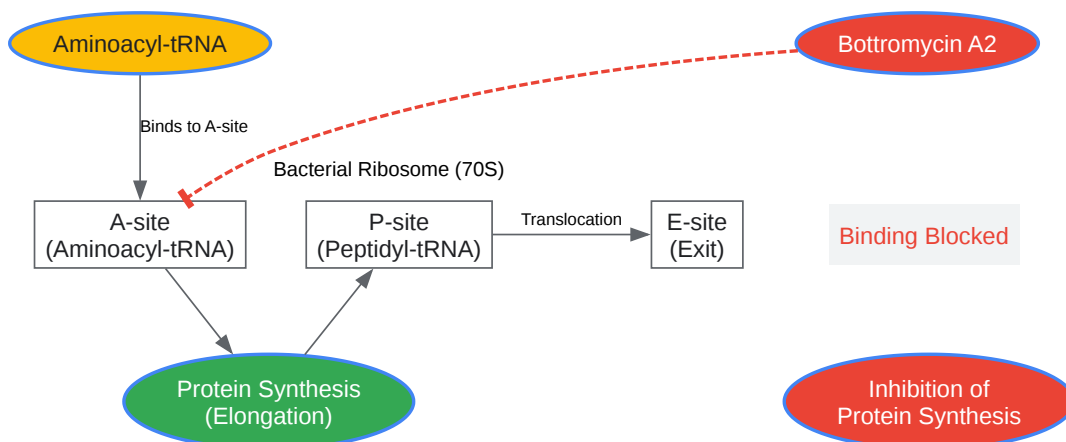 Aminoacyl-tRNA
Bottromycin A2
Binds to A-site
Bacterial Ribosome (70S)
A-site
(Aminoacyl-tRNA)
P-site
(Peptidyl-tRNA)
Translocation
E-site
(Exit)
Binding Blocked
Protein Synthesis
(Elongation)
Inhibition of
Protein Synthesis